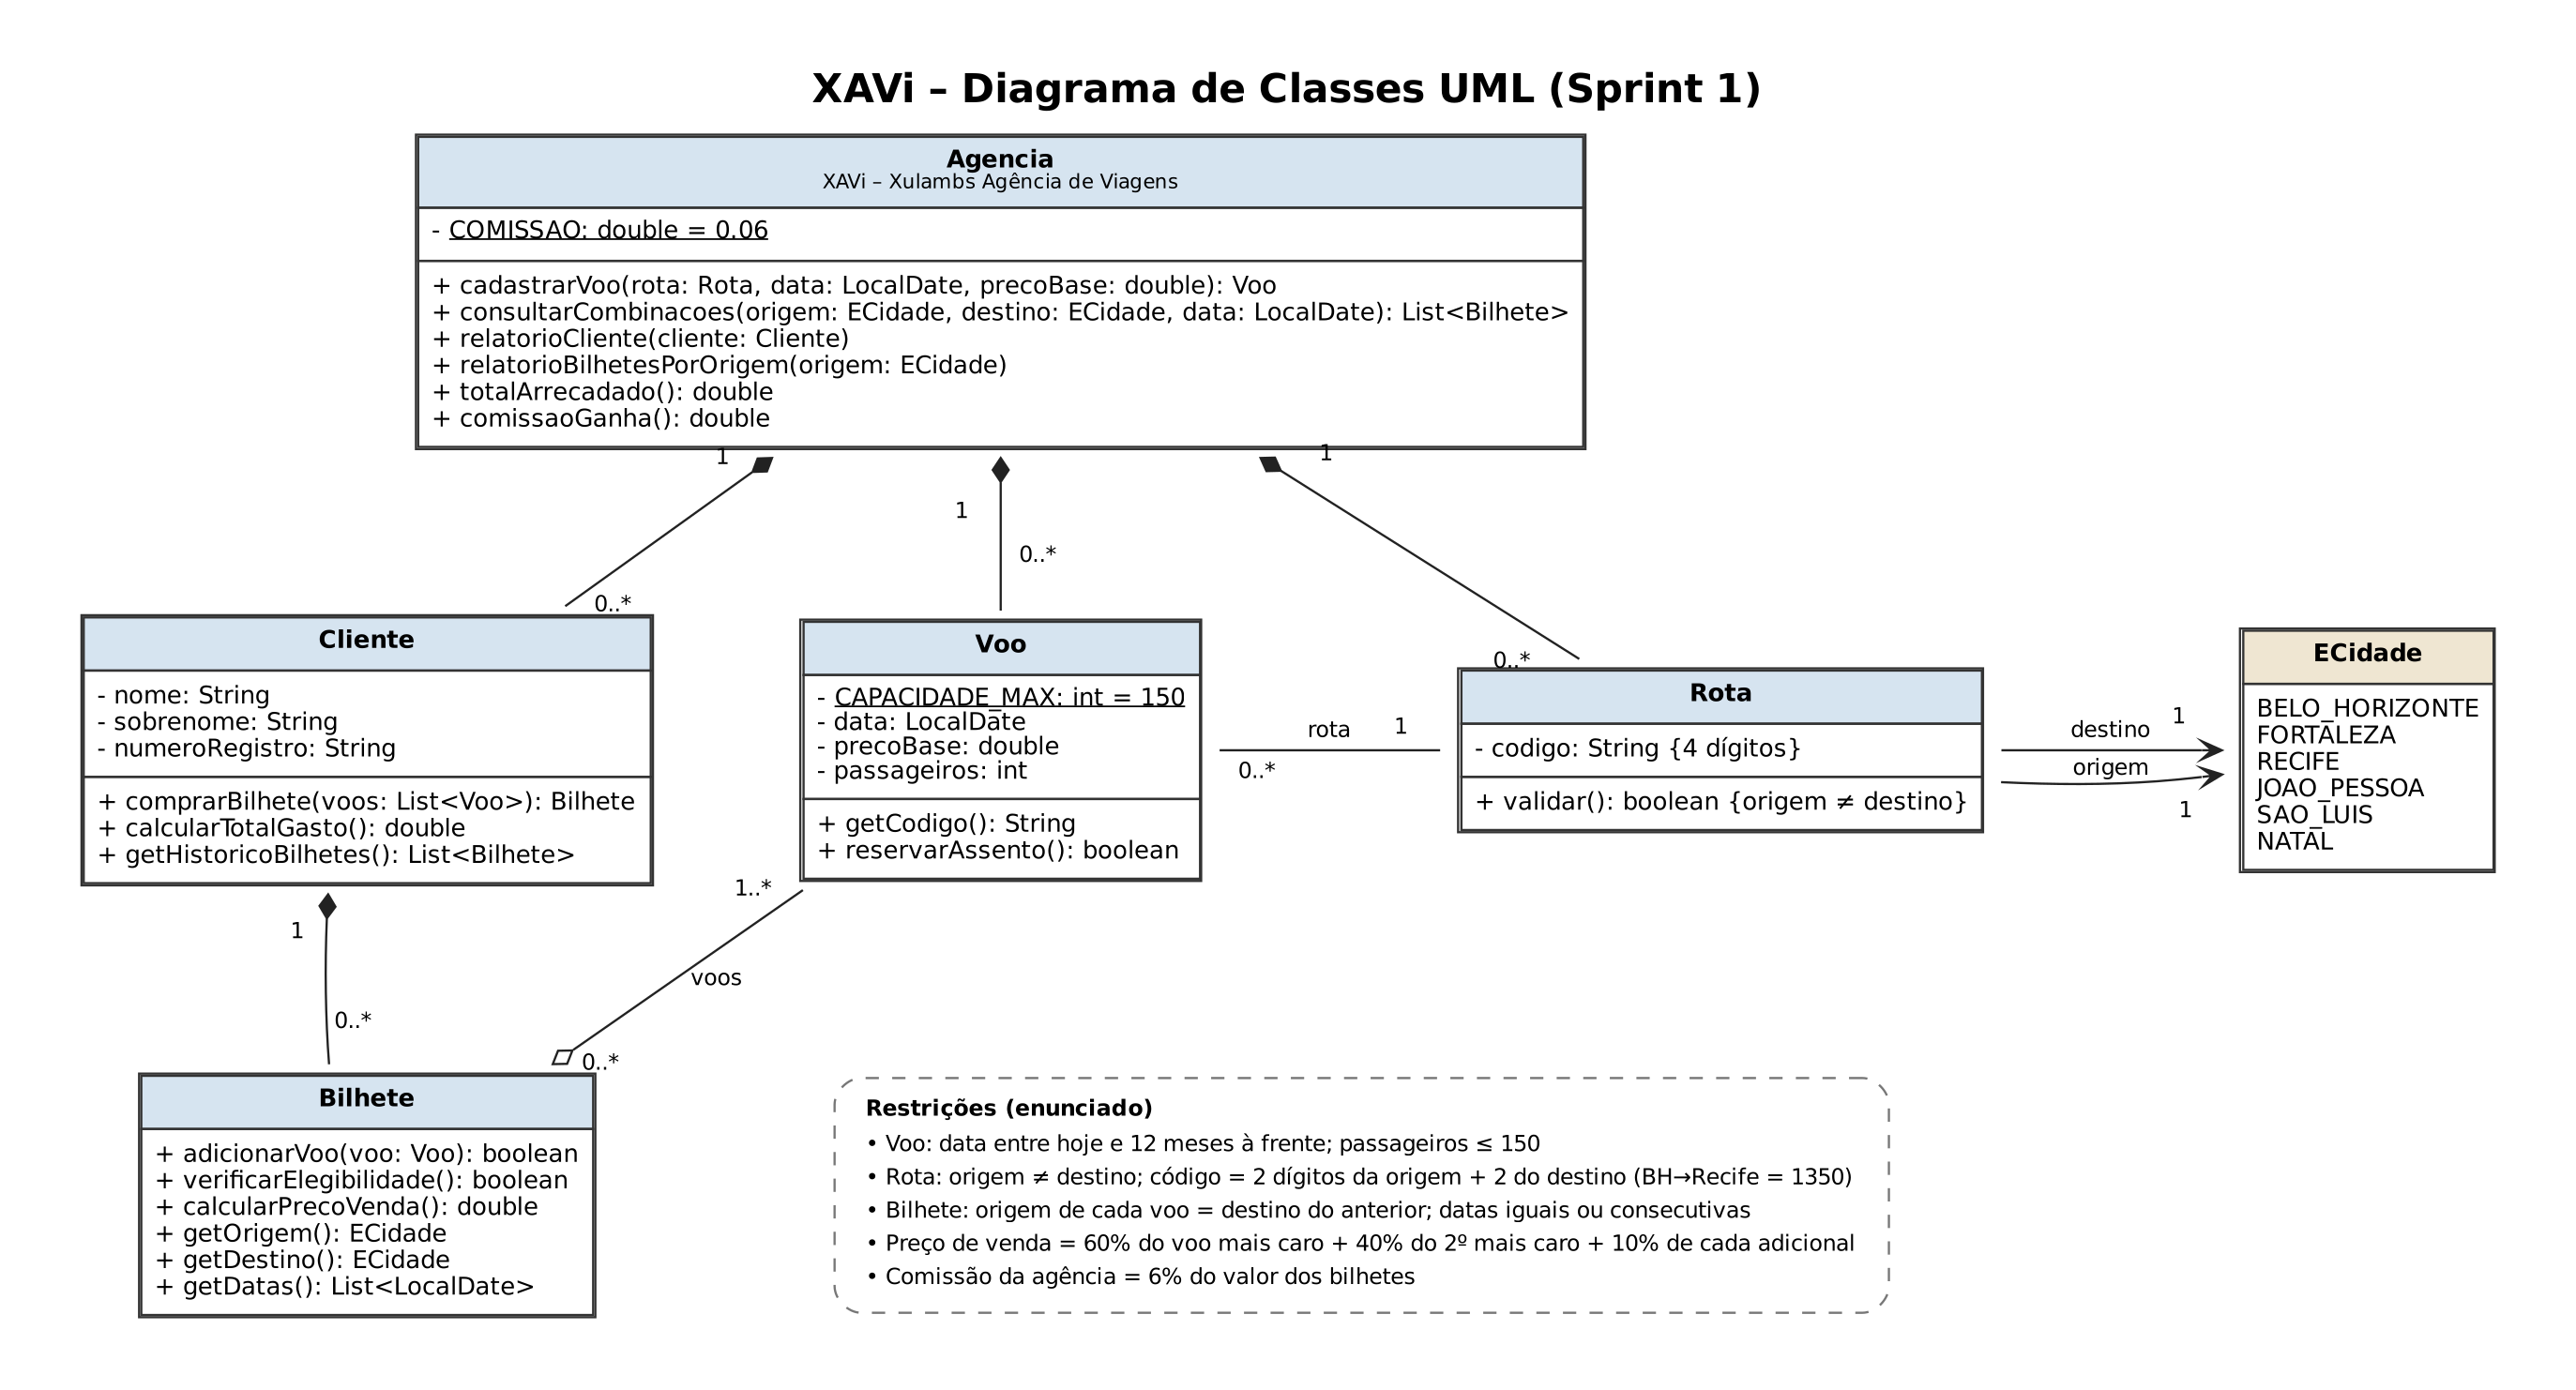 XAVi – Diagrama de Classes UML (Sprint 1)
Agencia
XAVi – Xulambs Agência de Viagens
- COMISSAO: double = 0.06
+ cadastrarVoo(rota: Rota, data: LocalDate, precoBase: double): Voo
+ consultarCombinacoes(origem: ECidade, destino: ECidade, data: LocalDate): List<Bilhete>
+ relatorioCliente(cliente: Cliente)
+ relatorioBilhetesPorOrigem(origem: ECidade)
+ totalArrecadado(): double
+ comissaoGanha(): double
1
1
1
0..*
0..*
0..*
Cliente
- nome: String
- sobrenome: String
- numeroRegistro: String
+ comprarBilhete(voos: List<Voo>): Bilhete
+ calcularTotalGasto(): double
+ getHistoricoBilhetes(): List<Bilhete>
Voo
- CAPACIDADE_MAX: int = 150
- data: LocalDate
- precoBase: double
- passageiros: int
+ getCodigo(): String
+ reservarAssento(): boolean
rota
1
0..*
Rota
- codigo: String {4 dígitos}
+ validar(): boolean {origem ≠ destino}
destino
1
origem
1
ECidade
BELO_HORIZONTE
FORTALEZA
RECIFE
JOAO_PESSOA
SAO_LUIS
NATAL
1
0..*
1..*
voos
0..*
Bilhete
+ adicionarVoo(voo: Voo): boolean
+ verificarElegibilidade(): boolean
+ calcularPrecoVenda(): double
+ getOrigem(): ECidade
+ getDestino(): ECidade
+ getDatas(): List<LocalDate>
Restrições (enunciado)
• Voo: data entre hoje e 12 meses à frente; passageiros ≤ 150
• Rota: origem ≠ destino; código = 2 dígitos da origem + 2 do destino (BH→Recife = 1350)
• Bilhete: origem de cada voo = destino do anterior; datas iguais ou consecutivas
• Preço de venda = 60% do voo mais caro + 40% do 2º mais caro + 10% de cada adicional
• Comissão da agência = 6% do valor dos bilhetes